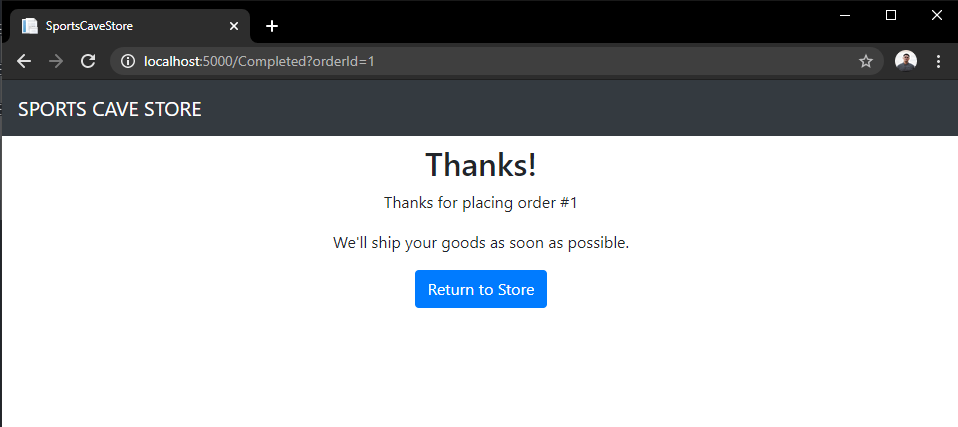 SportsCaveStore
localhost:5000/Completed?orderId=1
SPORTS CAVE STORE
Thanks!
Thanks for placing order #1
We'll ship your goods as soon as possible.
Return to Store